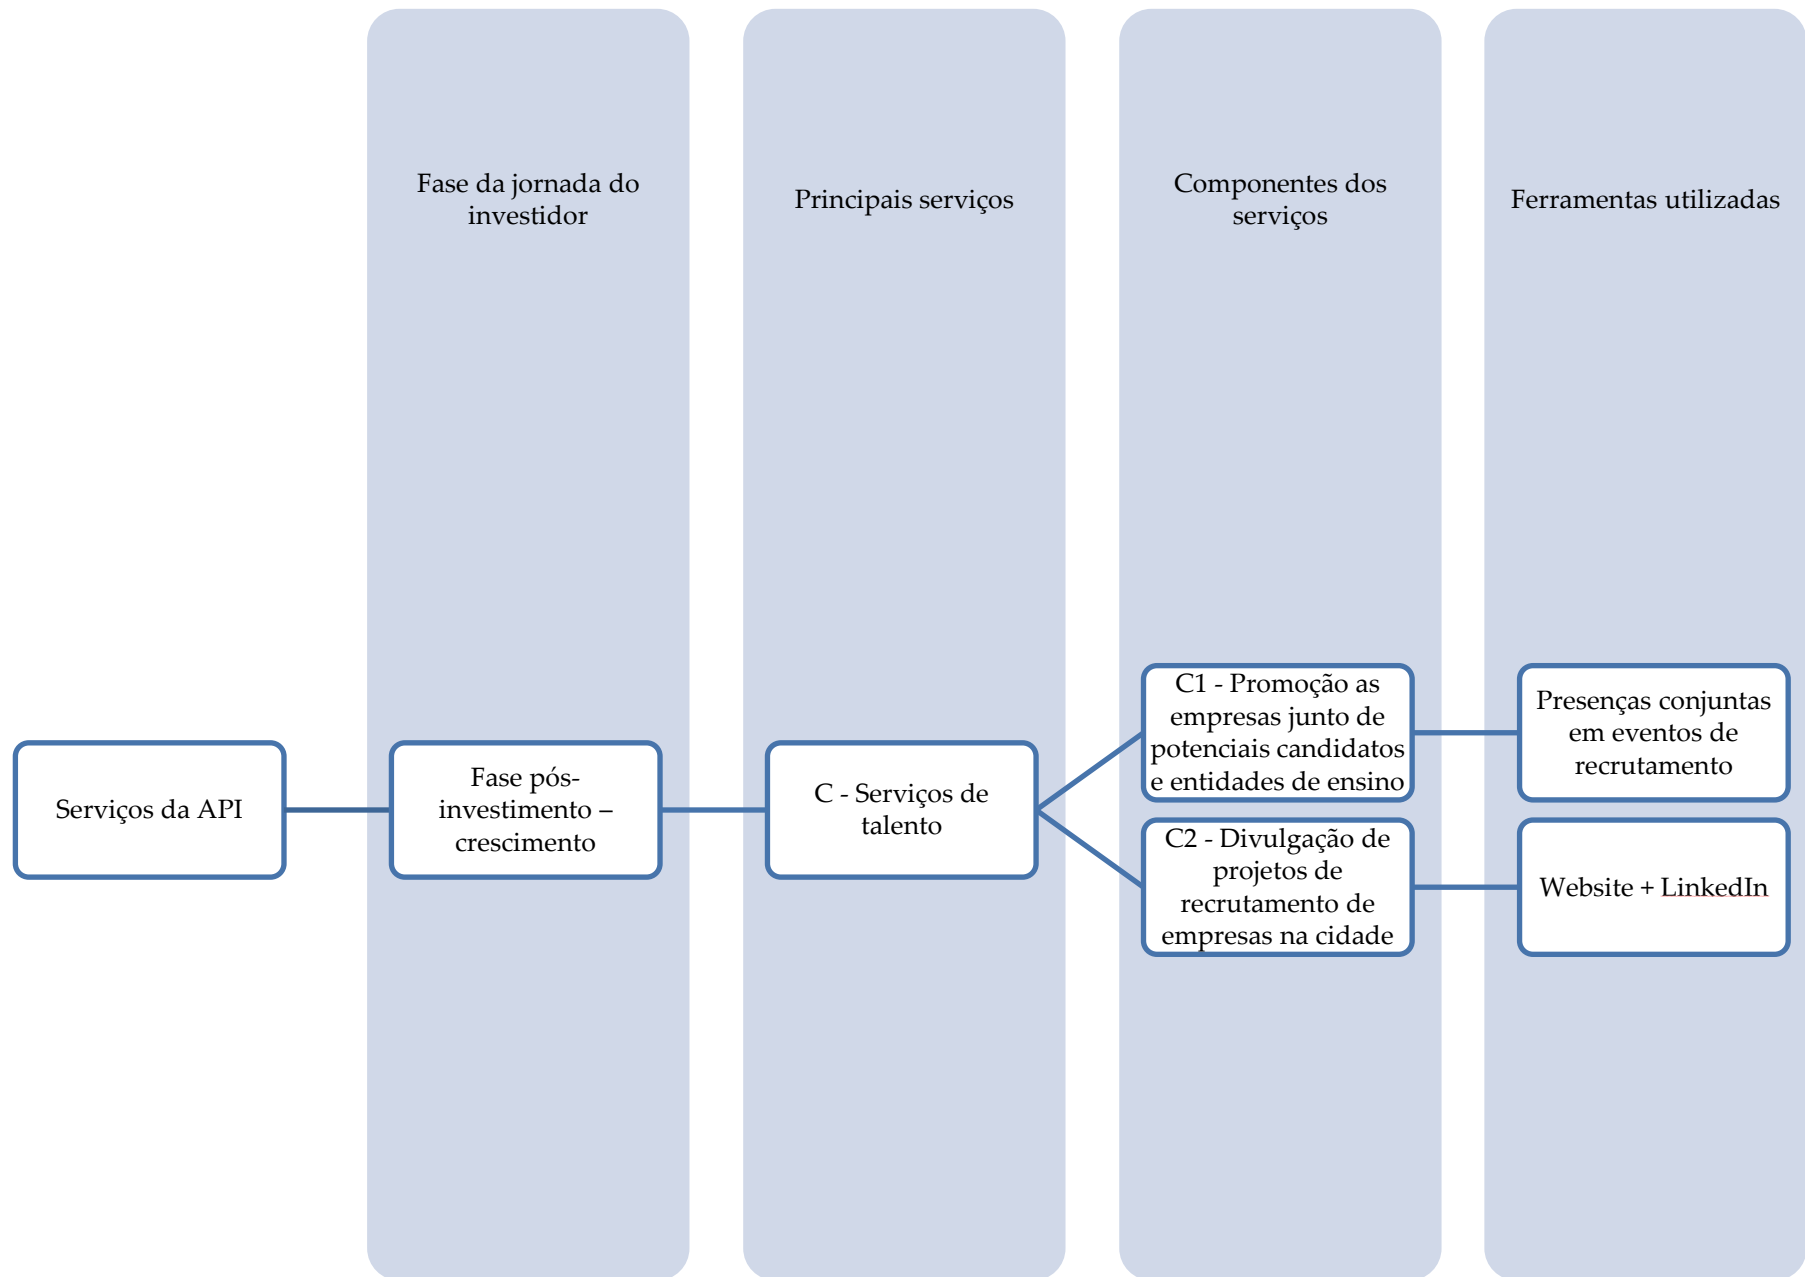 Fase da jornada do
investidor
Principais serviços
Componentes dos
serviços
Ferramentas utilizadas
Serviços da API
Fase pós-
investimento –
crescimento
C - Serviços de
talento
C1 - Promoção as
empresas junto de
potenciais candidatos
e entidades de ensino
Presenças conjuntas
em eventos de
recrutamento
C2 - Divulgação de
projetos de
recrutamento de
empresas na cidade
Website + LinkedIn